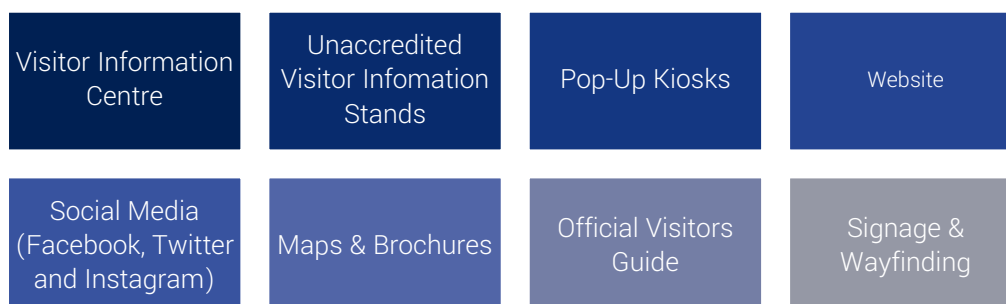 Visitor Information
Centre
Unaccredited
Visitor Infomation
Stands
Pop-Up Kiosks
Website
Social Media
(Facebook, Twitter
and Instagram)
Maps & Brochures
Official Visitors
Guide
Signage &
Wayfinding